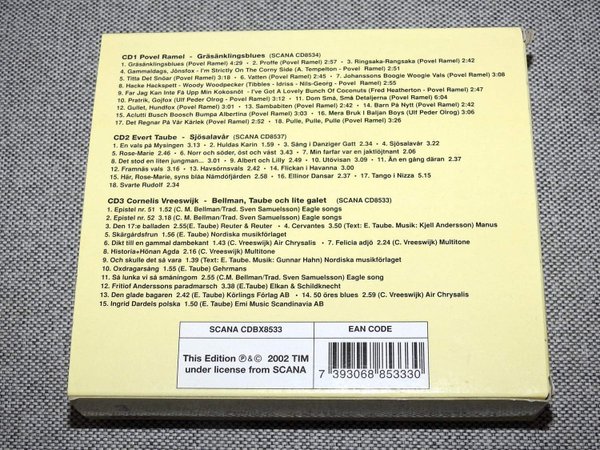 CD1 Povel Ramel - Gräsänklingsblues (SCANA CD8534)
1. Gräsänklingsblues (Povel Ramel) 4:29 • 2. Proffe (Povel Ramel) 2:57 • 3. Ringsaka-Rangsaka (Povel Ramel) 2:42
4. Gammaldags, Jönsfox - I'm Strictly On The Corny Side (A. Tempelton - Povel Ramel) 2:51
5. Titta Det Snöar (Povel Ramel) 3:18 • 6. Vatten (Povel Ramel) 2:45 • 7. Johanssons Boogie Woogie Vals (Povel Ramel) 3:08
8. Hacke Hackspett - Woody Woodpecker (Tibbles - Idriss - Nils-Georg - Povel Ramel)
9. Far Jag Kan Inte Få Upp Min Kokosnöt - I've Got A Lovely Bunch Of Coconuts (Fred Heatherton - Povel Ramel) 3:17
10. Pratrik, Gojfox (Ulf Peder Olrog) 3:12 • 11. Dom Små, Små Detaljerna (Povel Ramel) 6:04
12. Gullet, Hundfox (Povel Ramel) 3:01 • 13. Sambabiten (Povel Ramel) 2:42 • 14. Barn På Nytt (Povel Ramel) 2:42
15. Aclutti Busch Boosch Bumpa Albertina (Povel Ramel) 3:01 • 16. Mera Bruk I Baljan Boys (Ulf Peder Olrog) 3:03
17. Det Regnar På Vår Kärlek (Povel Ramel) 2:52 • 18. Pulle, Pulle, Pulle (Povel Ramel) 0:26
CD2 Evert Taube - Sjösalavår (SCANA CD8537)
1. En vals på Mysingen 3.13 • 2. Huldas Karin 1.59 • 3. Sång i Danziger Gatt 2.34 • 4. Sjösalavår 3.22
5. Rose-Marie 2.46 • 6. Norr och söder, öst och väst 3.43 • 7. Min farfar var en jaktlöjtnant 2.06
8. Det stod en liten jungman... 3.01 • 9. Albert och Lilly 2.49 • 10. Utövisan 3.09 • 11. Än en gång däran 2.37
12. Framnäs vals 3.16 • 13. Havsörnsvals 2.42 • 14. Flickan i Havanna 3.00
15. Här, Rose-Marie, syns blåa Nämdöfjärden 2.58 • 16. Ellinor Dansar 2.37 • 17. Tango i Nizza 5.15
18. Svarte Rudolf 2.34
CD3 Cornelis Vreeswijk - Bellman, Taube och lite galet (SCANA CD8533)
1. Epistel nr. 51 1.52 (C. M. Bellman/Trad. Sven Samuelsson) Eagle songs
2. Epistel nr. 52 3.18 (C.M. Bellman/Trad. Sven Samuelsson) Eagle song
3. Den 17:e balladen 2.55(E. Taube) Reuter & Reuter • 4. Cervantes 3.50 (Text: E. Taube. Musik: Kjell Andersson) Manus
5. Skärgårdsfrun 1.56 (E. Taube) Nordiska musikförlaget
6. Dikt till en gammal dambekant 1.43 (C. Vreeswijk) Air Chrysalis • 7. Felicia adjö 2.24 (C. Vreeswijk) Multitone
8. Historia+Hönan Agda 2.16 (C. Vreeswijk) Multitone
9. Och skulle det så vara 1.39 (Text: E. Taube. Musik: Gunnar Hahn) Nordiska musikförlaget
10. Oxdragarsång 1.55 (E. Taube) Gehrmans
11. Så lunka vi så småningom 2.55 (C.M. Bellman/Trad. Sven Samuelsson) Eagle song
12. Fritiof Anderssons paradmarsch 3.38 (E.Taube) Elkan & Schildknecht
13. Den glade bagaren 2.42 (E. Taube) Körlings Förlag AB • 14. 50 öres blues 2.59 (C. Vreeswijk) Air Chrysalis
15. Ingrid Dardels polska 1.50 (E. Taube) Emi Music Scandinavia AB
SCANA CDBX8533
EAN CODE
This Edition ℗ & © 2002 TIM
under license from SCANA
7 393068 853330